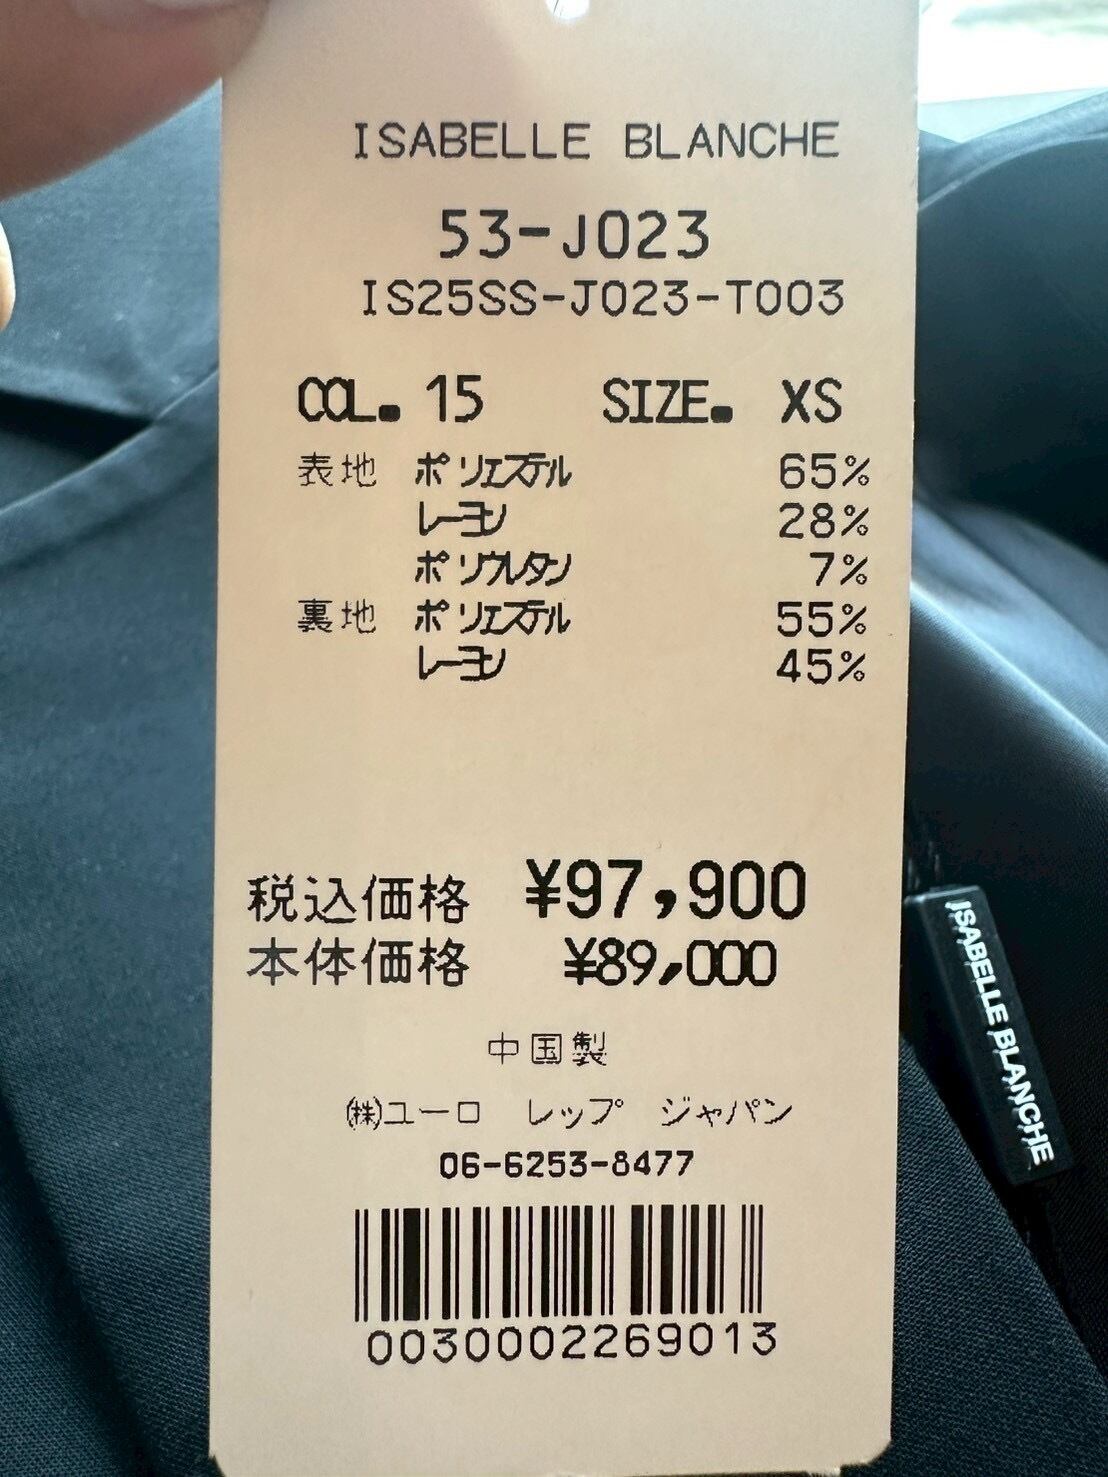 ISABELLE BLANCHE
53-J023
IS25SS-J023-T003
COL. 15 SIZE. XS
表地 ポリエステル 65%
レーヨン 28%
ポリウレタン 7%
裏地 ポリエステル 55%
レーヨン 45%
税込価格 ¥97,900
本体価格 ¥89,000
中国製
㈱ユーロ レップ ジャパン
06-6253-8477
0030002269013
ISABELLE BLANCHE